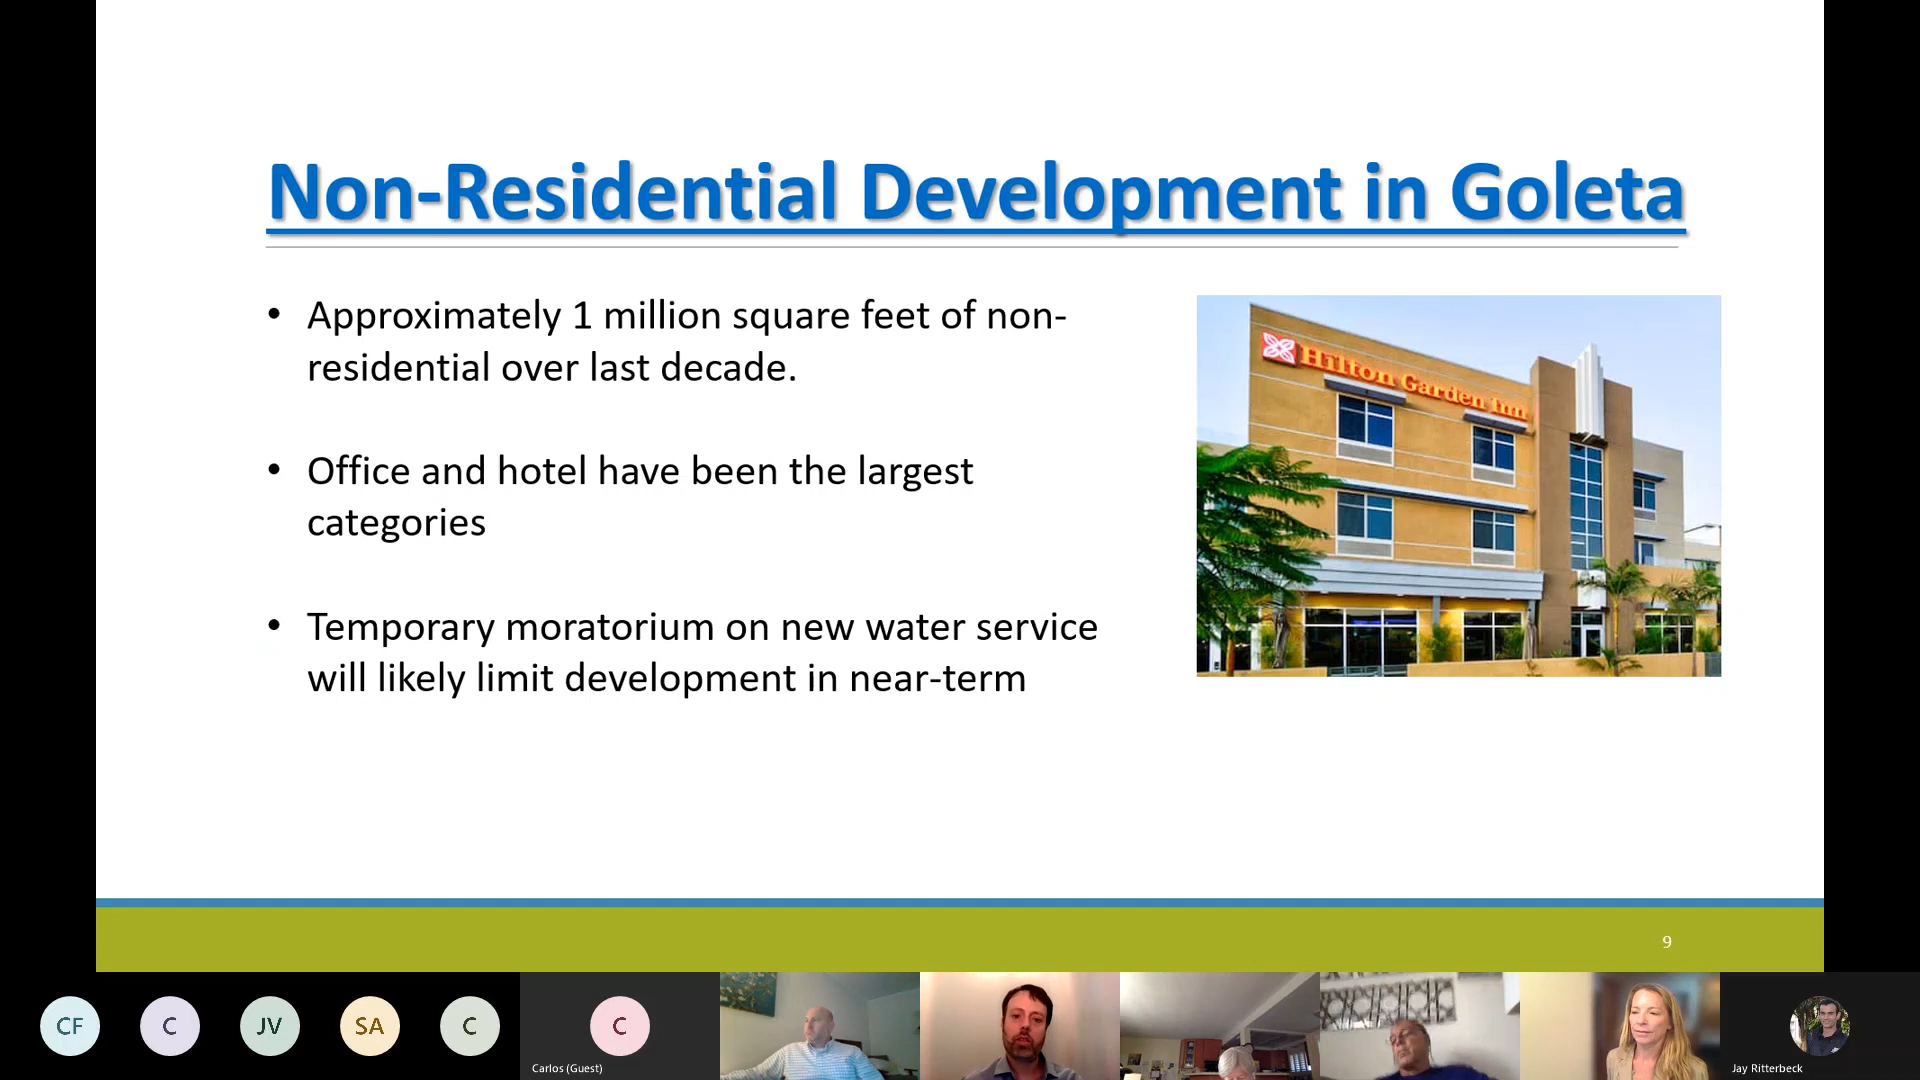 Non-Residential Development in Goleta
• Approximately 1 million square feet of non-
residential over last decade.
• Office and hotel have been the largest
categories
• Temporary moratorium on new water service
will likely limit development in near-term
Hilton Garden Inn
9
CF
C
JV
SA
C
C
Carlos (Guest)
Jay Ritterbeck